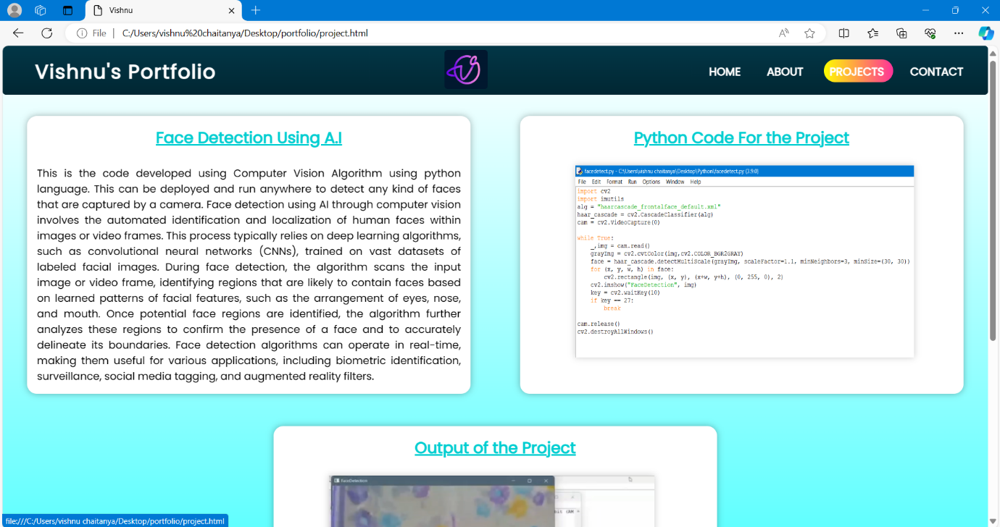 Vishnu
File
C:/Users/vishnu%20chaitanya/Desktop/portfolio/project.html
Vishnu's Portfolio
HOME
ABOUT
PROJECTS
CONTACT
Face Detection Using A.I
This is the code developed using Computer Vision Algorithm using python
language. This can be deployed and run anywhere to detect any kind of faces
that are captured by a camera. Face detection using AI through computer vision
involves the automated identification and localization of human faces within
images or video frames. This process typically relies on deep learning algorithms,
such as convolutional neural networks (CNNs), trained on vast datasets of
labeled facial images. During face detection, the algorithm scans the input
image or video frame, identifying regions that are likely to contain faces based
on learned patterns of facial features, such as the arrangement of eyes, nose,
and mouth. Once potential face regions are identified, the algorithm further
analyzes these regions to confirm the presence of a face and to accurately
delineate its boundaries. Face detection algorithms can operate in real-time,
making them useful for various applications, including biometric identification,
surveillance, social media tagging, and augmented reality filters.
Python Code For the Project
facedetect.py - C:\Users\vishnu chaitanya\Desktop\Python\facedetect.py (3.9.0)
File Edit Format Run Options Window Help
import cv2
import imutils
alg = "haarcascade_frontalface_default.xml"
haar_cascade = cv2.CascadeClassifier(alg)
cam = cv2.VideoCapture(0)
while True:
_,img = cam.read()
grayImg = cv2.cvtColor(img,cv2.COLOR_BGR2GRAY)
face = haar_cascade.detectMultiScale(grayImg, scaleFactor=1.1, minNeighbors=3, minSize=(30, 30))
for (x, y, w, h) in face:
cv2.rectangle(img, (x, y), (x+w, y+h), (0, 255, 0), 2)
cv2.imshow("FaceDetection", img)
key = cv2.waitKey(10)
if key == 27:
break
cam.release()
cv2.destroyAllWindows()
Output of the Project
FaceDetection
bit (AM
file:///C:/Users/vishnu chaitanya/Desktop/portfolio/project.html